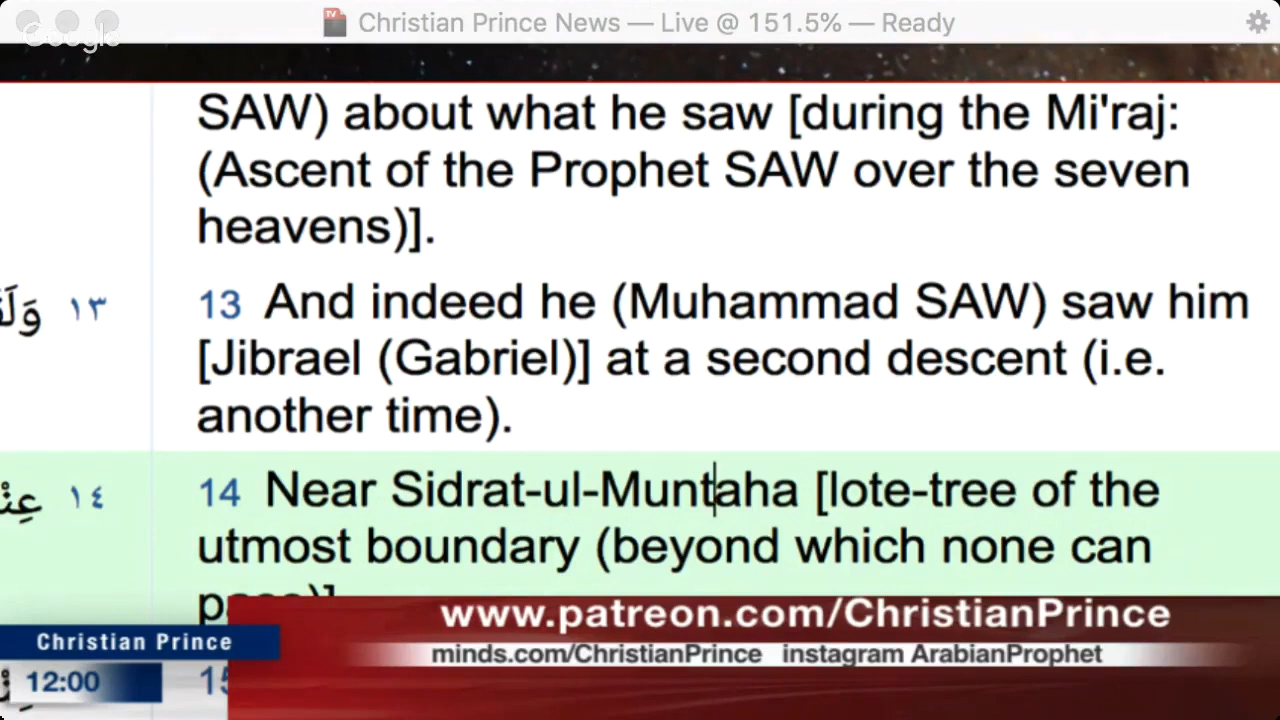 Christian Prince News — Live @ 151.5% — Ready
Google
SAW) about what he saw [during the Mi'raj:
(Ascent of the Prophet SAW over the seven
heavens)].
١٣ 13 And indeed he (Muhammad SAW) saw him
[Jibrael (Gabriel)] at a second descent (i.e.
another time).
١٤ 14 Near Sidrat-ul-Muntaha [lote-tree of the
utmost boundary (beyond which none can
www.patreon.com/ChristianPrince
Christian Prince
minds.com/ChristianPrince instagram ArabianProphet
12:00